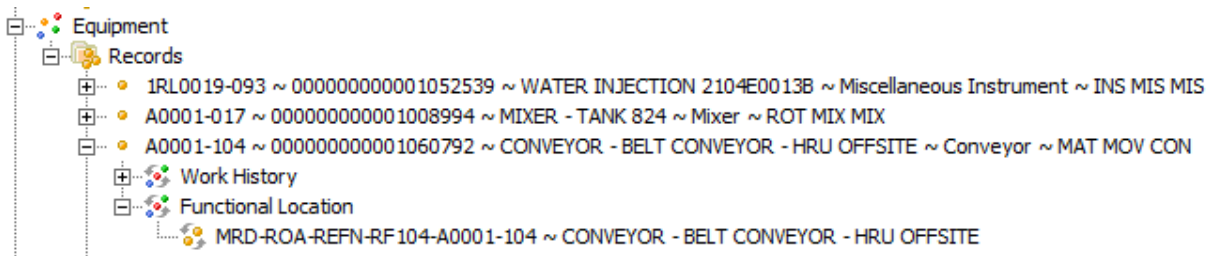 Equipment
Records
1RL0019-093 ~ 000000000001052539 ~ WATER INJECTION 2104E0013B ~ Miscellaneous Instrument ~ INS MIS MIS
A0001-017 ~ 000000000001008994 ~ MIXER - TANK 824 ~ Mixer ~ ROT MIX MIX
A0001-104 ~ 000000000001060792 ~ CONVEYOR - BELT CONVEYOR - HRU OFFSITE ~ Conveyor ~ MAT MOV CON
Work History
Functional Location
MRD-ROA-REFN-RF104-A0001-104 ~ CONVEYOR - BELT CONVEYOR - HRU OFFSITE